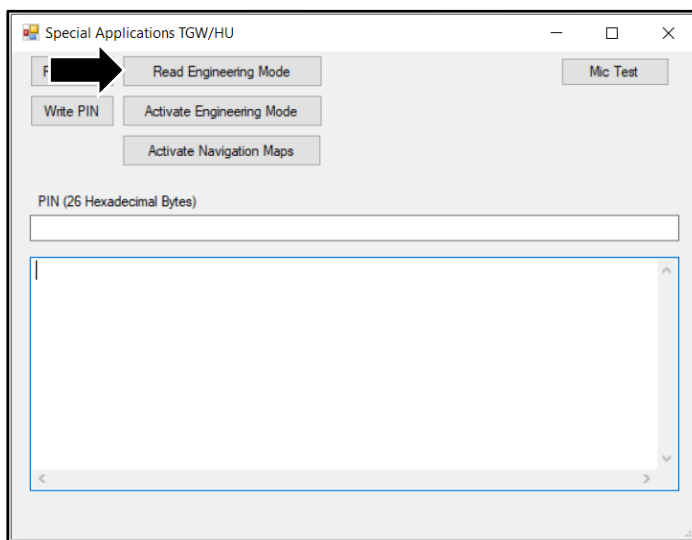 Special Applications TGW/HU
Read Engineering Mode Mic Test
Write PIN Activate Engineering Mode
Activate Navigation Maps
PIN (26 Hexadecimal Bytes)